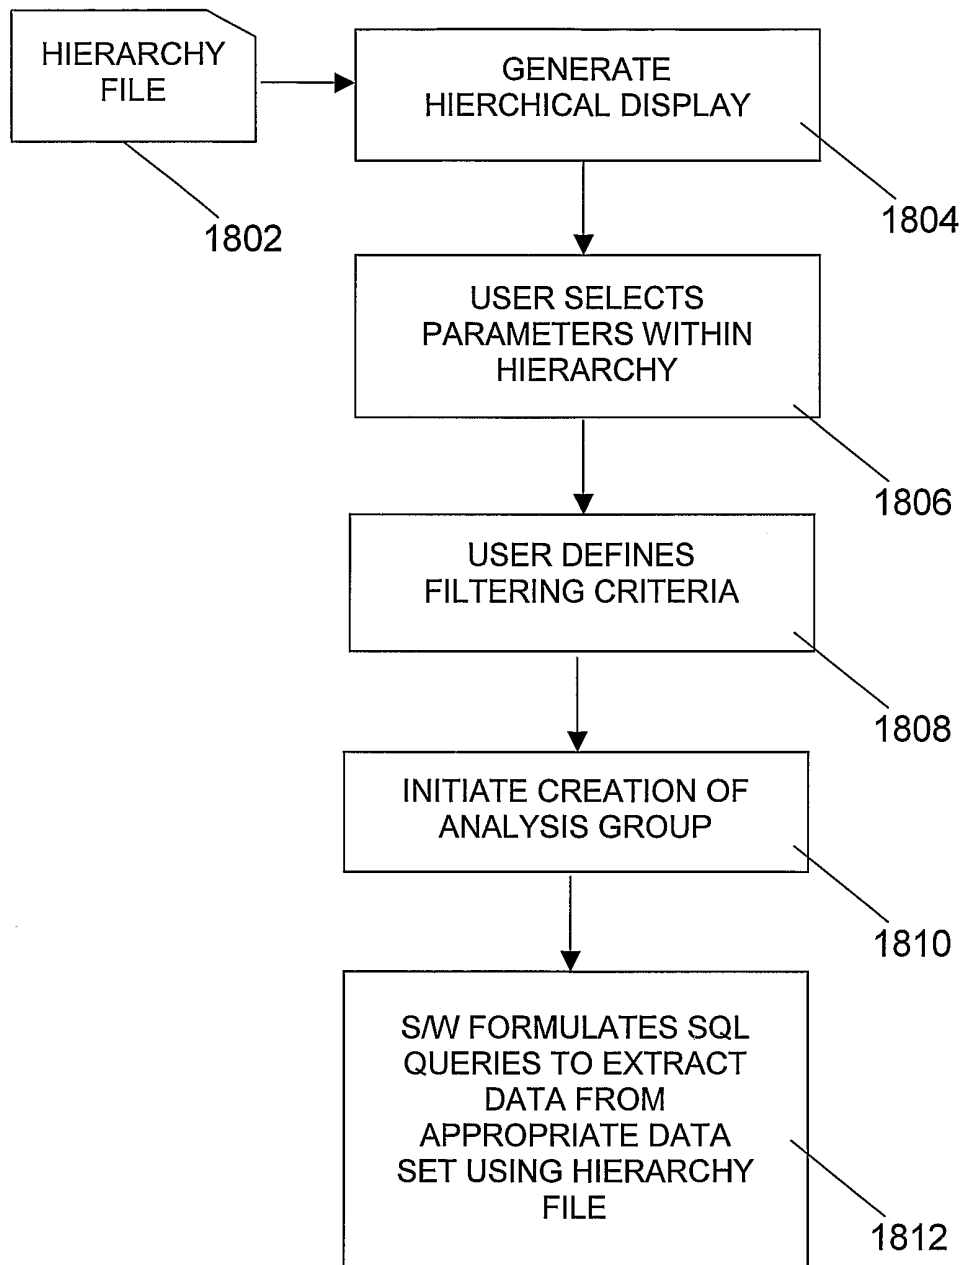 HIERARCHY
FILE
1802
GENERATE
HIERCHICAL DISPLAY
1804
USER SELECTS
PARAMETERS WITHIN
HIERARCHY
1806
USER DEFINES
FILTERING CRITERIA
1808
INITIATE CREATION OF
ANALYSIS GROUP
1810
S/W FORMULATES SQL
QUERIES TO EXTRACT
DATA FROM
APPROPRIATE DATA
SET USING HIERARCHY
FILE
1812